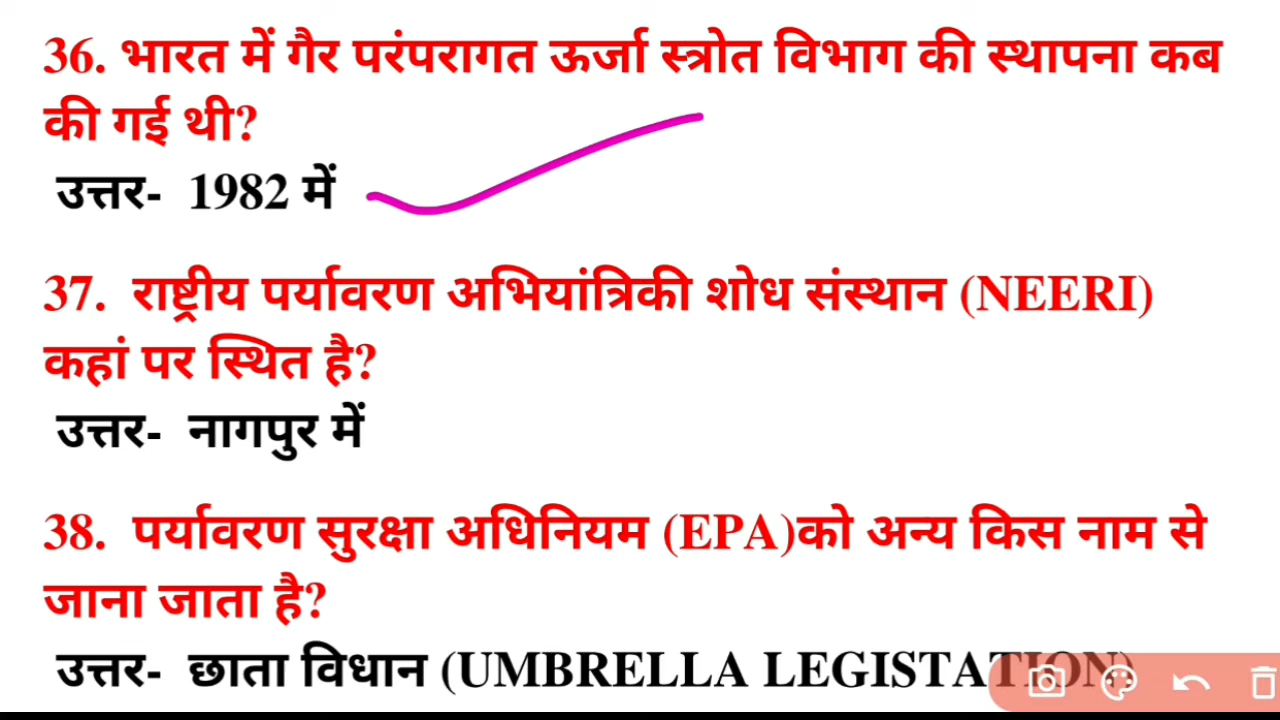 36. भारत में गैर परंपरागत ऊर्जा स्त्रोत विभाग की स्थापना कब
की गई थी?
उत्तर- 1982 में
37. राष्ट्रीय पर्यावरण अभियांत्रिकी शोध संस्थान (NEERI)
कहां पर स्थित है?
उत्तर- नागपुर में
38. पर्यावरण सुरक्षा अधिनियम (EPA)को अन्य किस नाम से
जाना जाता है?
उत्तर- छाता विधान (UMBRELLA LEGISTATION)